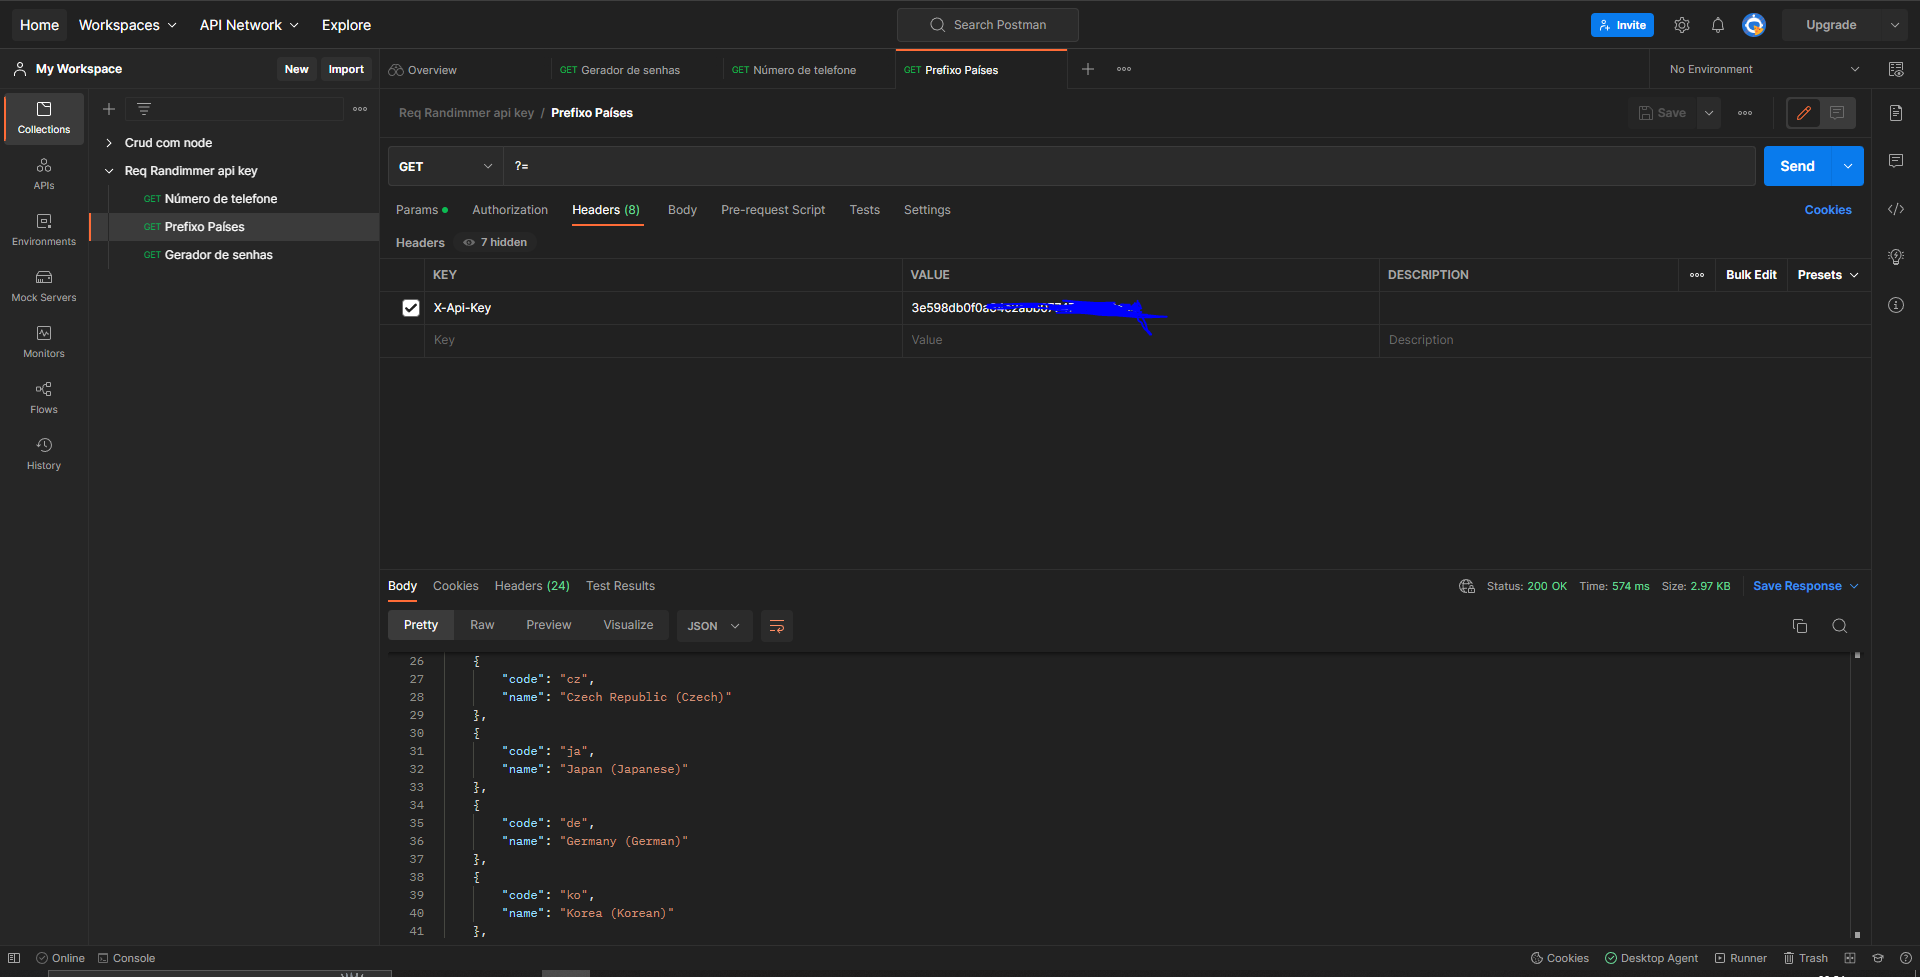 Home Workspaces API Network Explore Search Postman Invite Upgrade
My Workspace New Import Overview GET Gerador de senhas GET Número de telefone GET Prefixo Países No Environment
Collections
APIs
Environments
Mock Servers
Monitors
Flows
History
Crud com node
Req Randimmer api key
GET Número de telefone
GET Prefixo Países
GET Gerador de senhas
Req Randimmer api key / Prefixo Países Save
GET ?= Send
Params Authorization Headers (8) Body Pre-request Script Tests Settings Cookies
Headers 7 hidden
KEY VALUE DESCRIPTION Bulk Edit Presets
X-Api-Key
Key Value Description
Body Cookies Headers (24) Test Results Status: 200 OK Time: 574 ms Size: 2.97 KB Save Response
Pretty Raw Preview Visualize JSON
26 {
27 "code": "cz",
28 "name": "Czech Republic (Czech)"
29 },
30 {
31 "code": "ja",
32 "name": "Japan (Japanese)"
33 },
34 {
35 "code": "de",
36 "name": "Germany (German)"
37 },
38 {
39 "code": "ko",
40 "name": "Korea (Korean)"
41 },
Online Console Cookies Desktop Agent Runner Trash